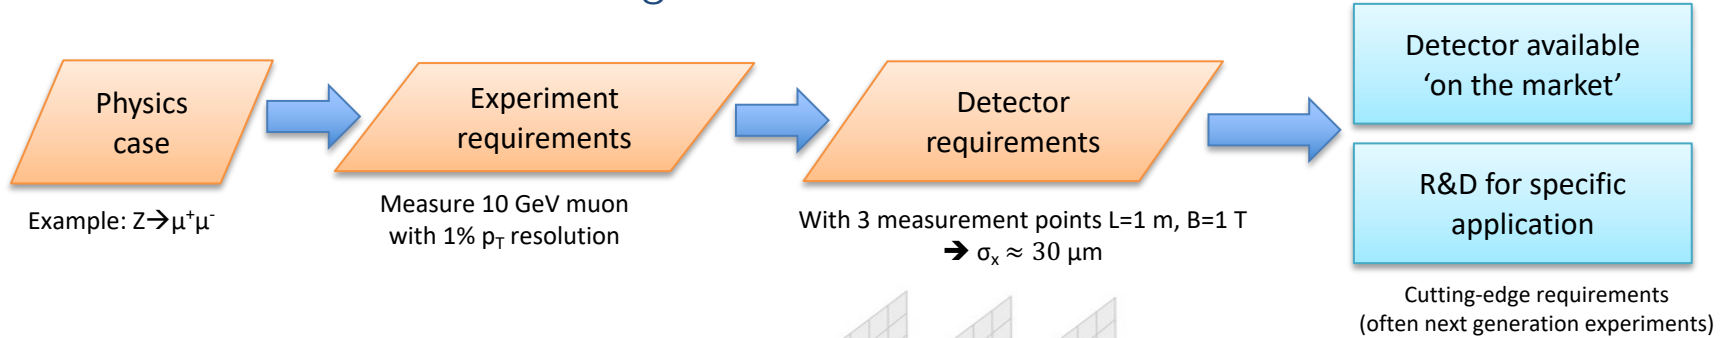 Physics
case
Experiment
requirements
Detector
requirements
Detector available
‘on the market’
R&D for specific
application
Example: Z→µ⁺µ⁻
Measure 10 GeV muon
with 1% p_T resolution
With 3 measurement points L=1 m, B=1 T
➔ σₓ ≈ 30 µm
Cutting-edge requirements
(often next generation experiments)